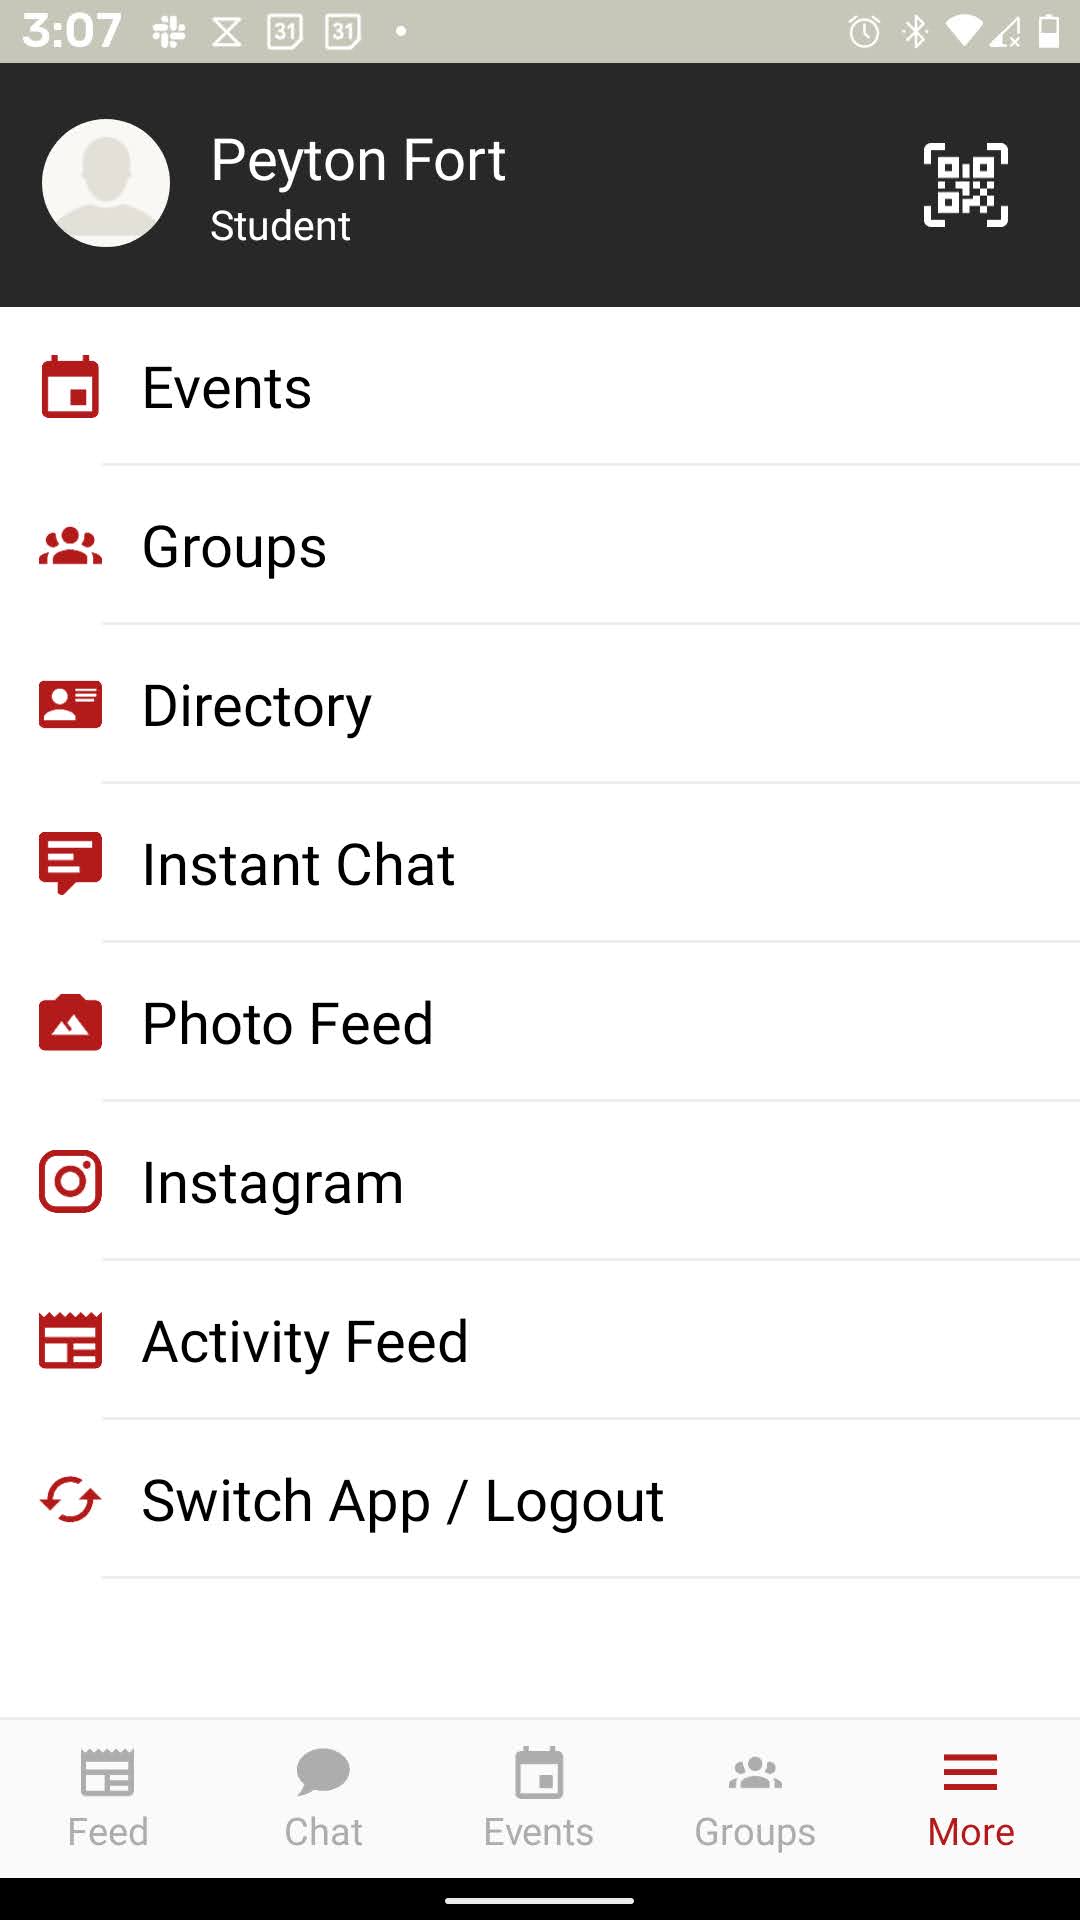 3:07 31 31
Peyton Fort
Student
Events
Groups
Directory
Instant Chat
Photo Feed
Instagram
Activity Feed
Switch App / Logout
Feed Chat Events Groups More